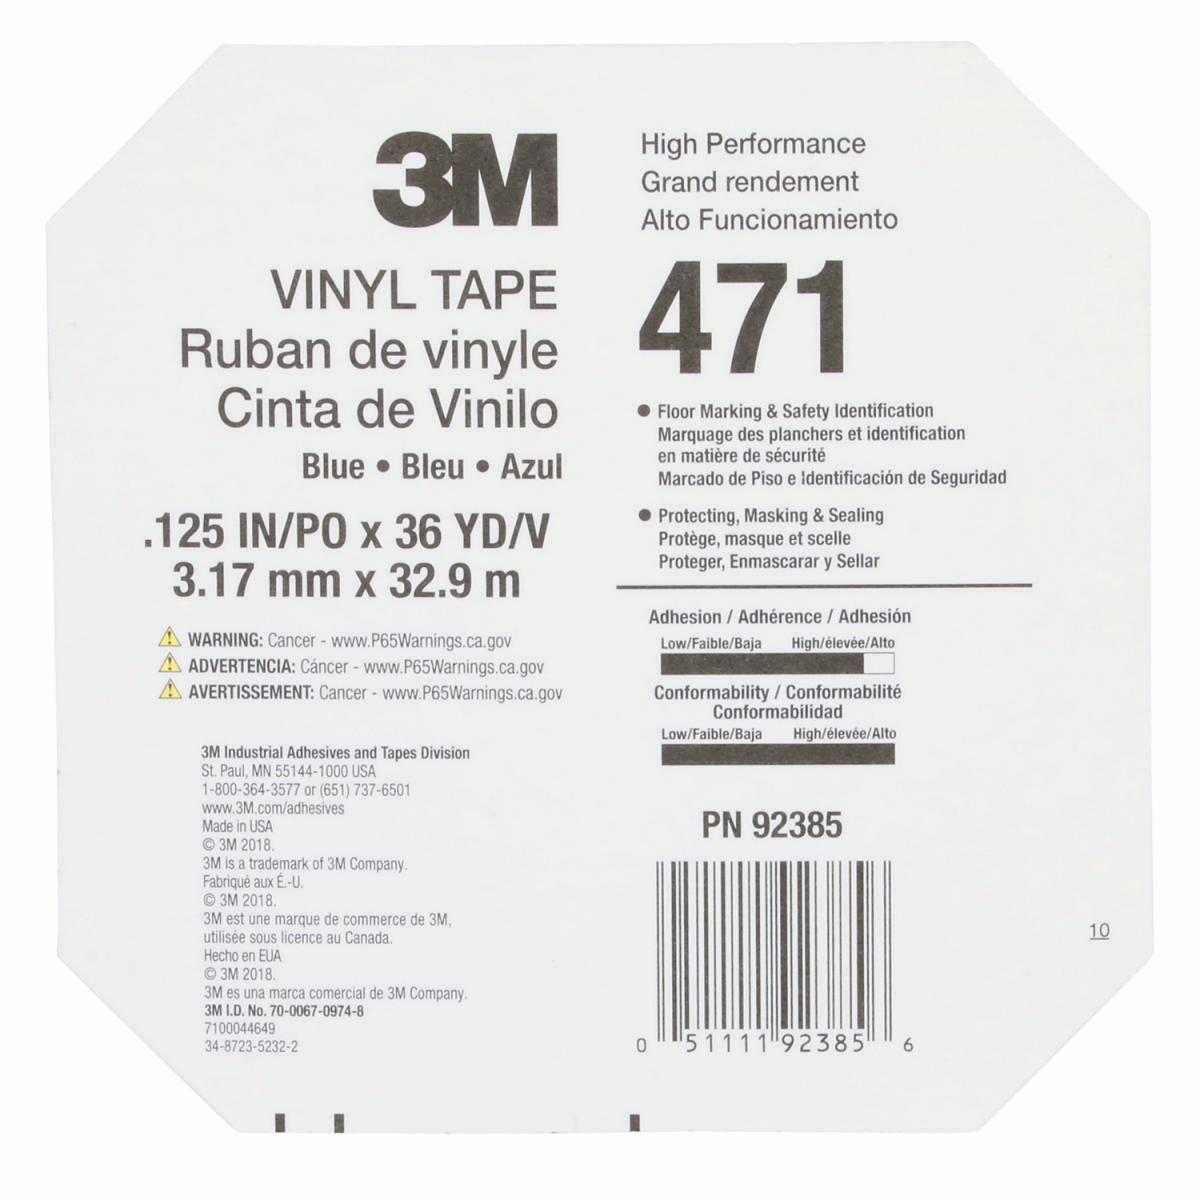 3M
VINYL TAPE
Ruban de vinyle
Cinta de Vinilo
Blue • Bleu • Azul
.125 IN/PO x 36 YD/V
3.17 mm x 32.9 m
WARNING: Cancer - www.P65Warnings.ca.gov
ADVERTENCIA: Cáncer - www.P65Warnings.ca.gov
AVERTISSEMENT: Cancer - www.P65Warnings.ca.gov
3M Industrial Adhesives and Tapes Division
St. Paul, MN 55144-1000 USA
1-800-364-3577 or (651) 737-6501
www.3M.com/adhesives
Made in USA
© 3M 2018.
3M is a trademark of 3M Company.
Fabriqué aux É.-U.
© 3M 2018.
3M est une marque de commerce de 3M,
utilisée sous licence au Canada.
Hecho en EUA
© 3M 2018.
3M es una marca comercial de 3M Company.
3M I.D. No. 70-0067-0974-8
7100044649
34-8723-5232-2
High Performance
Grand rendement
Alto Funcionamiento
471
• Floor Marking & Safety Identification
Marquage des planchers et identification
en matière de sécurité
Marcado de Piso e Identificación de Seguridad
• Protecting, Masking & Sealing
Protège, masque et scelle
Proteger, Enmascarar y Sellar
Adhesion / Adhérence / Adhesión
Low/Faible/Baja High/élevée/Alto
Conformability / Conformabilité
Conformabilidad
Low/Faible/Baja High/élevée/Alto
PN 92385
0 51111 92385 6
10